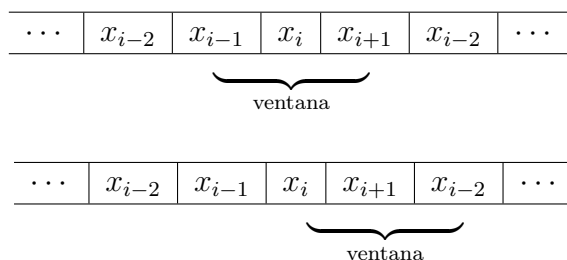 ⋯ x_{i−2} x_{i−1} x_i x_{i+1} x_{i−2} ⋯
ventana
⋯ x_{i−2} x_{i−1} x_i x_{i+1} x_{i−2} ⋯
ventana